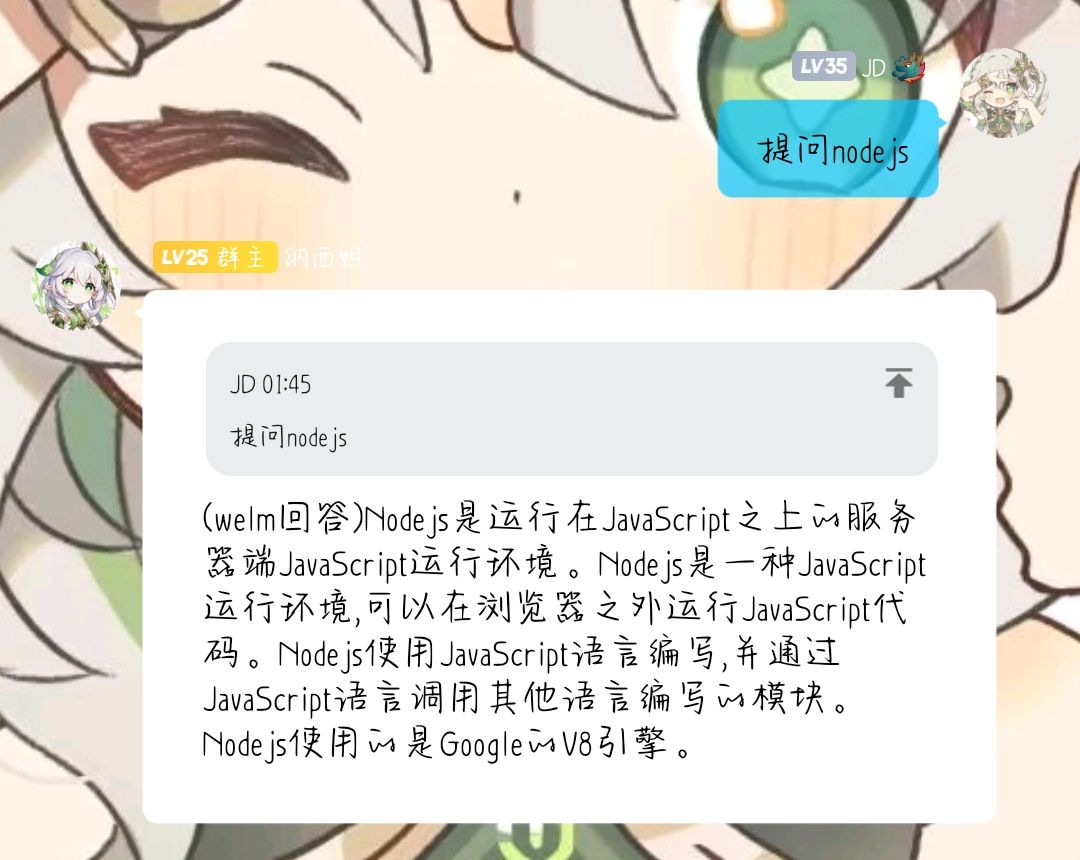 LV35 JD
提问nodejs
LV25 群主 纳西妲
JD 01:45
提问nodejs
(welm回答)Nodejs是运行在JavaScript之上的服务
器端JavaScript运行环境。Nodejs是一种JavaScript
运行环境,可以在浏览器之外运行JavaScript代
码。Nodejs使用JavaScript语言编写,并通过
JavaScript语言调用其他语言编写的模块。
Nodejs使用的是Google的V8引擎。